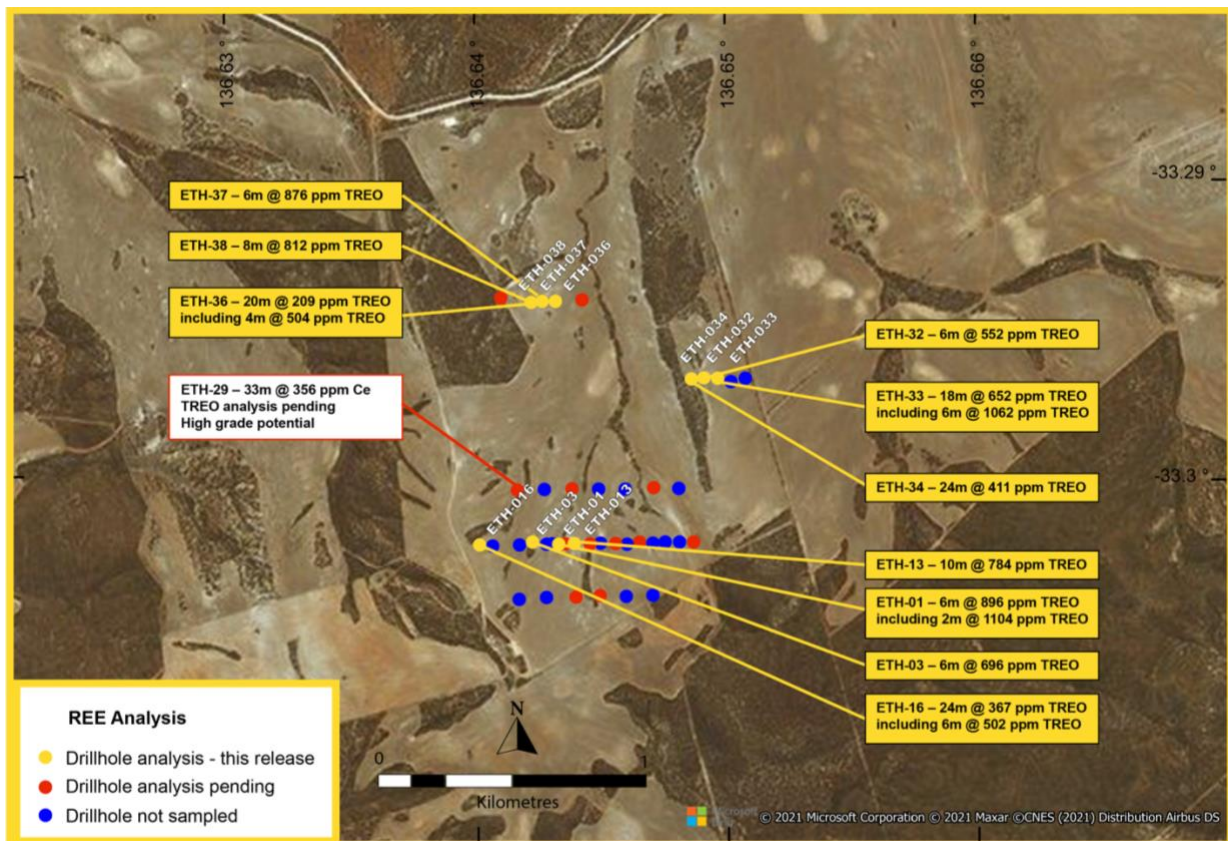 136.63 °
136.64 °
136.65 °
136.66 °
-33.29 °
ETH-37 – 6m @ 876 ppm TREO
ETH-38 – 8m @ 812 ppm TREO
ETH-36 – 20m @ 209 ppm TREO
including 4m @ 504 ppm TREO
ETH-038
ETH-037
ETH-036
ETH-034
ETH-032
ETH-033
ETH-32 – 6m @ 552 ppm TREO
ETH-33 – 18m @ 652 ppm TREO
including 6m @ 1062 ppm TREO
ETH-29 – 33m @ 356 ppm Ce
TREO analysis pending
High grade potential
-33.3 °
ETH-34 – 24m @ 411 ppm TREO
ETH-016
ETH-03
ETH-01
ETH-013
ETH-13 – 10m @ 784 ppm TREO
ETH-01 – 6m @ 896 ppm TREO
including 2m @ 1104 ppm TREO
ETH-03 – 6m @ 696 ppm TREO
ETH-16 – 24m @ 367 ppm TREO
including 6m @ 502 ppm TREO
REE Analysis
Drillhole analysis - this release
Drillhole analysis pending
Drillhole not sampled
N
0
1
Kilometres
Microsoft
© 2021 Microsoft Corporation © 2021 Maxar ©CNES (2021) Distribution Airbus DS